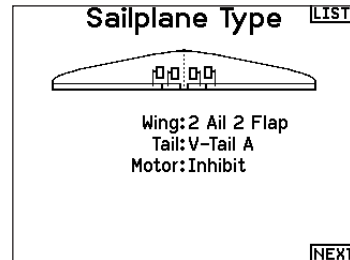 Sailplane Type
LIST
Wing: 2 Ail 2 Flap
Tail: V-Tail A
Motor: Inhibit
NEXT